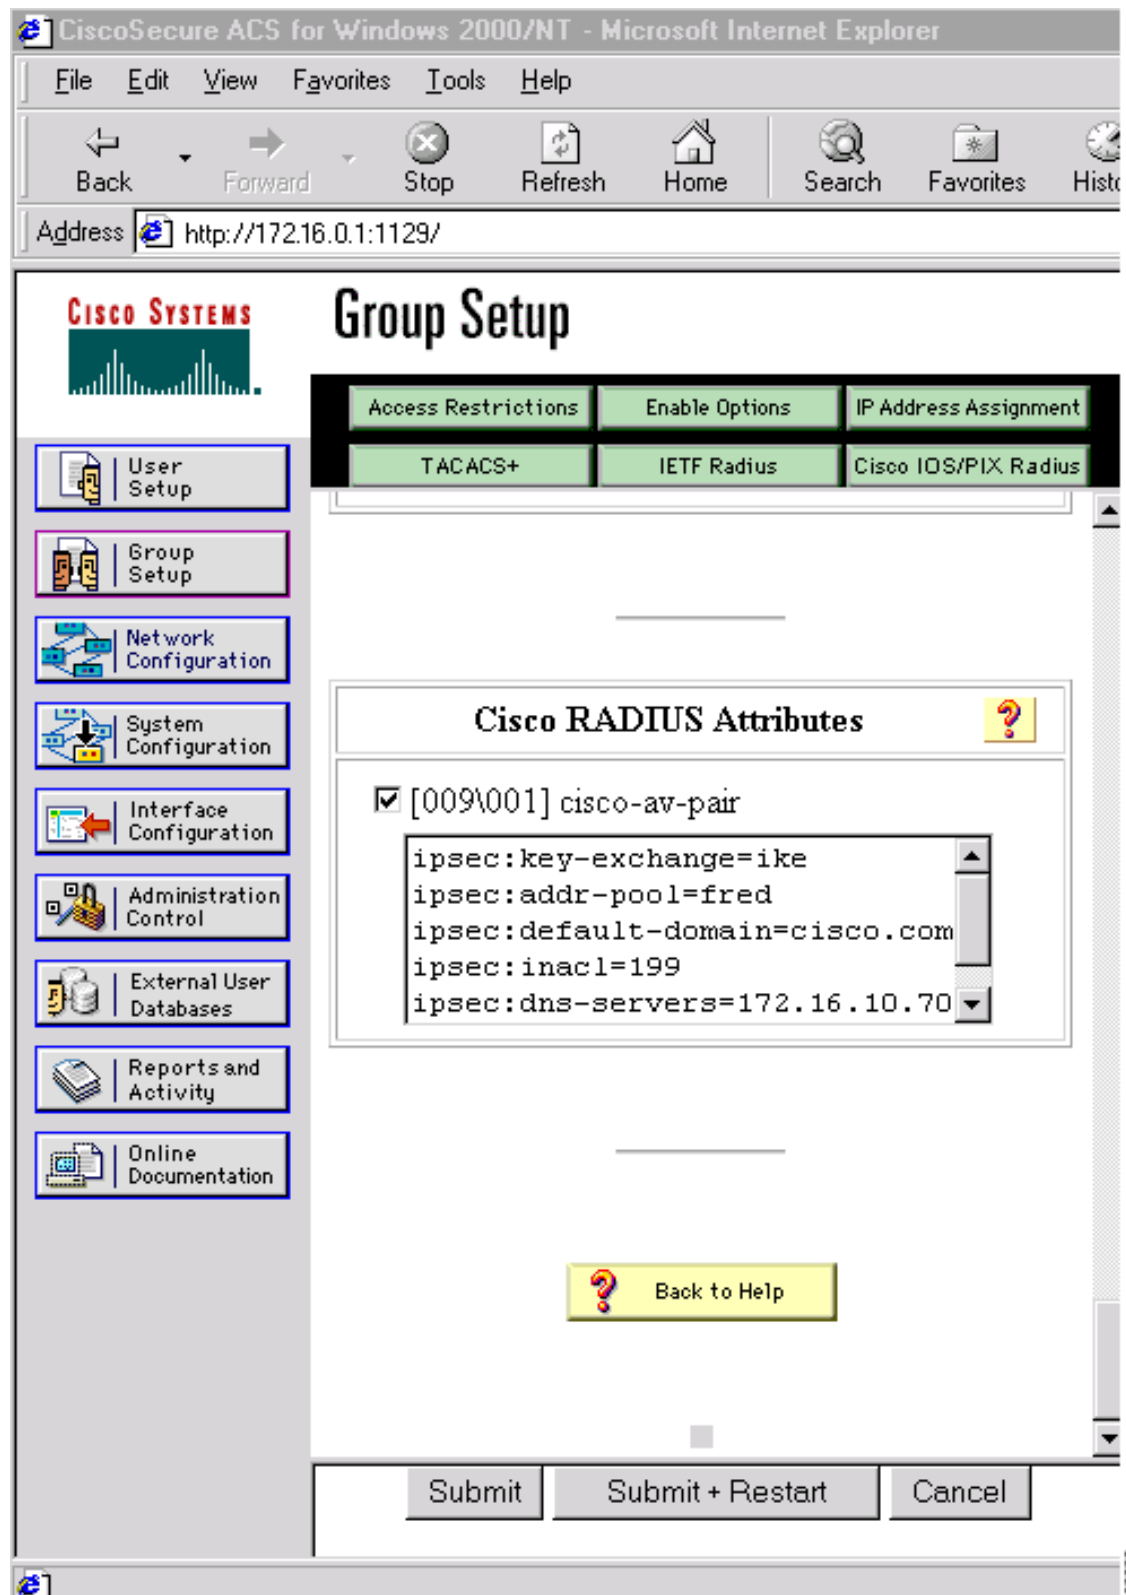 CiscoSecure ACS for Windows 2000/NT - Microsoft Internet Explorer
File Edit View Favorites Tools Help
Back Forward Stop Refresh Home Search Favorites
Address http://172.16.0.1:1129/
CISCO SYSTEMS
Group Setup
Access Restrictions Enable Options IP Address Assignment
TACACS+ IETF Radius Cisco IOS/PIX Radius
User
Setup
Group
Setup
Network
Configuration
System
Configuration
Interface
Configuration
Administration
Control
External User
Databases
Reports and
Activity
Online
Documentation
Cisco RADIUS Attributes
[009\001] cisco-av-pair
ipsec:key-exchange=ike
ipsec:addr-pool=fred
ipsec:default-domain=cisco.com
ipsec:inacl=199
ipsec:dns-servers=172.16.10.70
Back to Help
Submit Submit + Restart Cancel